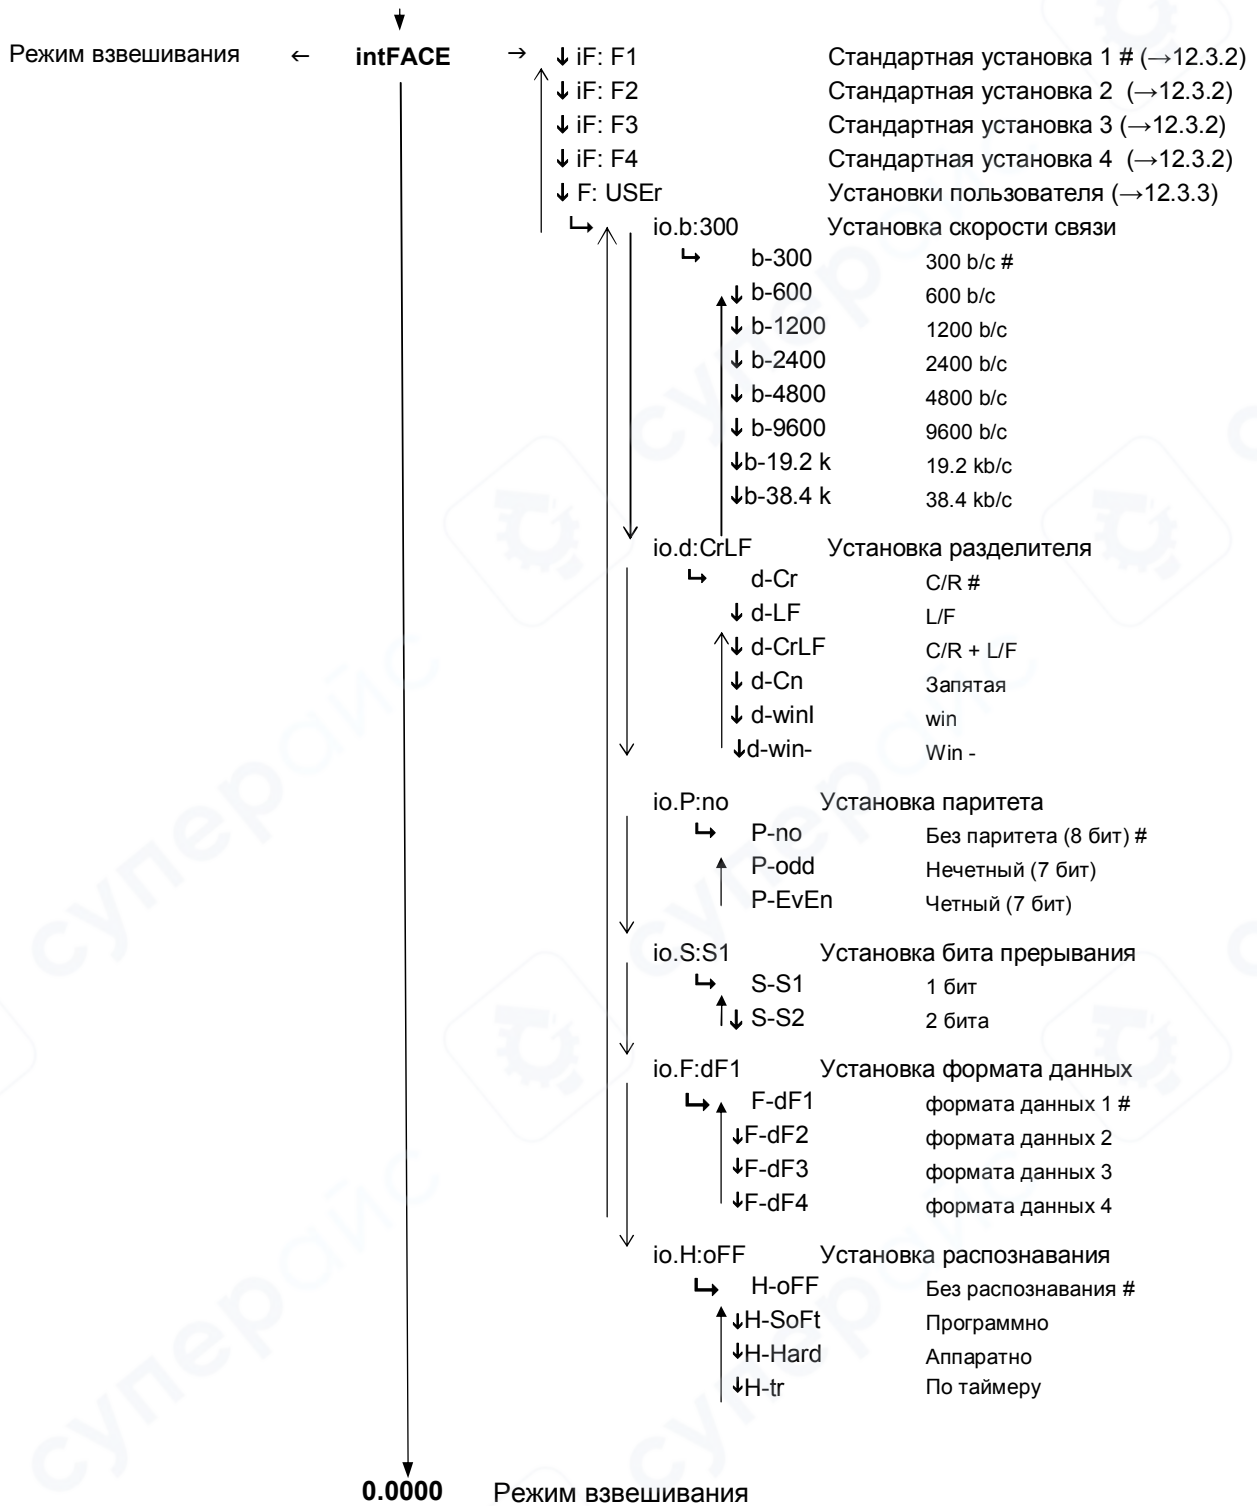 Режим взвешивания ← intFACE → ↓ iF: F1 Стандартная установка 1 # (→12.3.2)
↓ iF: F2 Стандартная установка 2 (→12.3.2)
↓ iF: F3 Стандартная установка 3 (→12.3.2)
↓ iF: F4 Стандартная установка 4 (→12.3.2)
↓ F: USEr Установки пользователя (→12.3.3)
io.b:300 Установка скорости связи
b-300 300 b/c #
↓ b-600 600 b/c
↓ b-1200 1200 b/c
↓ b-2400 2400 b/c
↓ b-4800 4800 b/c
↓ b-9600 9600 b/c
↓b-19.2 k 19.2 kb/c
↓b-38.4 k 38.4 kb/c
io.d:CrLF Установка разделителя
d-Cr C/R #
↓ d-LF L/F
↓ d-CrLF C/R + L/F
↓ d-Cn Запятая
↓ d-winI win
↓d-win- Win -
io.P:no Установка паритета
P-no Без паритета (8 бит) #
P-odd Нечетный (7 бит)
P-EvEn Четный (7 бит)
io.S:S1 Установка бита прерывания
S-S1 1 бит
↓ S-S2 2 бита
io.F:dF1 Установка формата данных
F-dF1 формата данных 1 #
↓F-dF2 формата данных 2
↓F-dF3 формата данных 3
↓F-dF4 формата данных 4
io.H:oFF Установка распознавания
H-oFF Без распознавания #
↓H-SoFt Программно
↓H-Hard Аппаратно
↓H-tr По таймеру
0.0000 Режим взвешивания
суперайс
суперайс
суперайс
суперайс